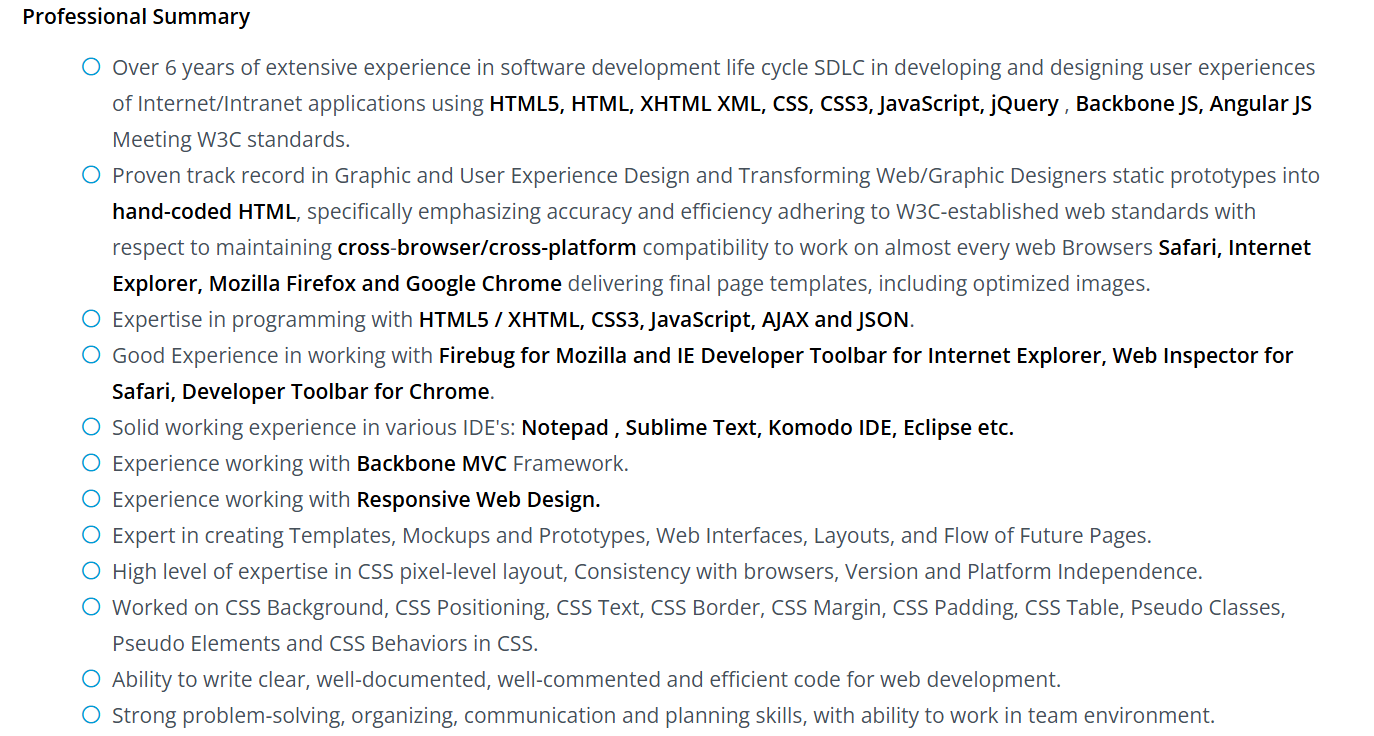 Professional Summary
Over 6 years of extensive experience in software development life cycle SDLC in developing and designing user experiences
of Internet/Intranet applications using HTML5, HTML, XHTML XML, CSS, CSS3, JavaScript, jQuery , Backbone JS, Angular JS
Meeting W3C standards.
Proven track record in Graphic and User Experience Design and Transforming Web/Graphic Designers static prototypes into
hand-coded HTML, specifically emphasizing accuracy and efficiency adhering to W3C-established web standards with
respect to maintaining cross-browser/cross-platform compatibility to work on almost every web Browsers Safari, Internet
Explorer, Mozilla Firefox and Google Chrome delivering final page templates, including optimized images.
Expertise in programming with HTML5 / XHTML, CSS3, JavaScript, AJAX and JSON.
Good Experience in working with Firebug for Mozilla and IE Developer Toolbar for Internet Explorer, Web Inspector for
Safari, Developer Toolbar for Chrome.
Solid working experience in various IDE's: Notepad , Sublime Text, Komodo IDE, Eclipse etc.
Experience working with Backbone MVC Framework.
Experience working with Responsive Web Design.
Expert in creating Templates, Mockups and Prototypes, Web Interfaces, Layouts, and Flow of Future Pages.
High level of expertise in CSS pixel-level layout, Consistency with browsers, Version and Platform Independence.
Worked on CSS Background, CSS Positioning, CSS Text, CSS Border, CSS Margin, CSS Padding, CSS Table, Pseudo Classes,
Pseudo Elements and CSS Behaviors in CSS.
Ability to write clear, well-documented, well-commented and efficient code for web development.
Strong problem-solving, organizing, communication and planning skills, with ability to work in team environment.